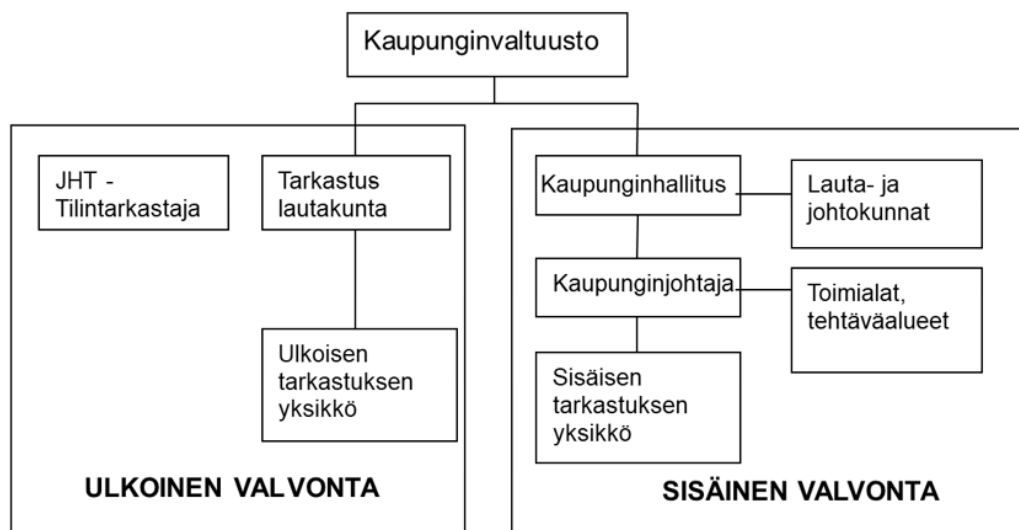 Kaupunginvaltuusto
JHT -
Tilintarkastaja
Tarkastus
lautakunta
Ulkoisen
tarkastuksen
yksikkö
ULKOINEN VALVONTA
Kaupunginhallitus
Lauta- ja
johtokunnat
Kaupunginjohtaja
Toimialat,
tehtäväalueet
Sisäisen
tarkastuksen
yksikkö
SISÄINEN VALVONTA